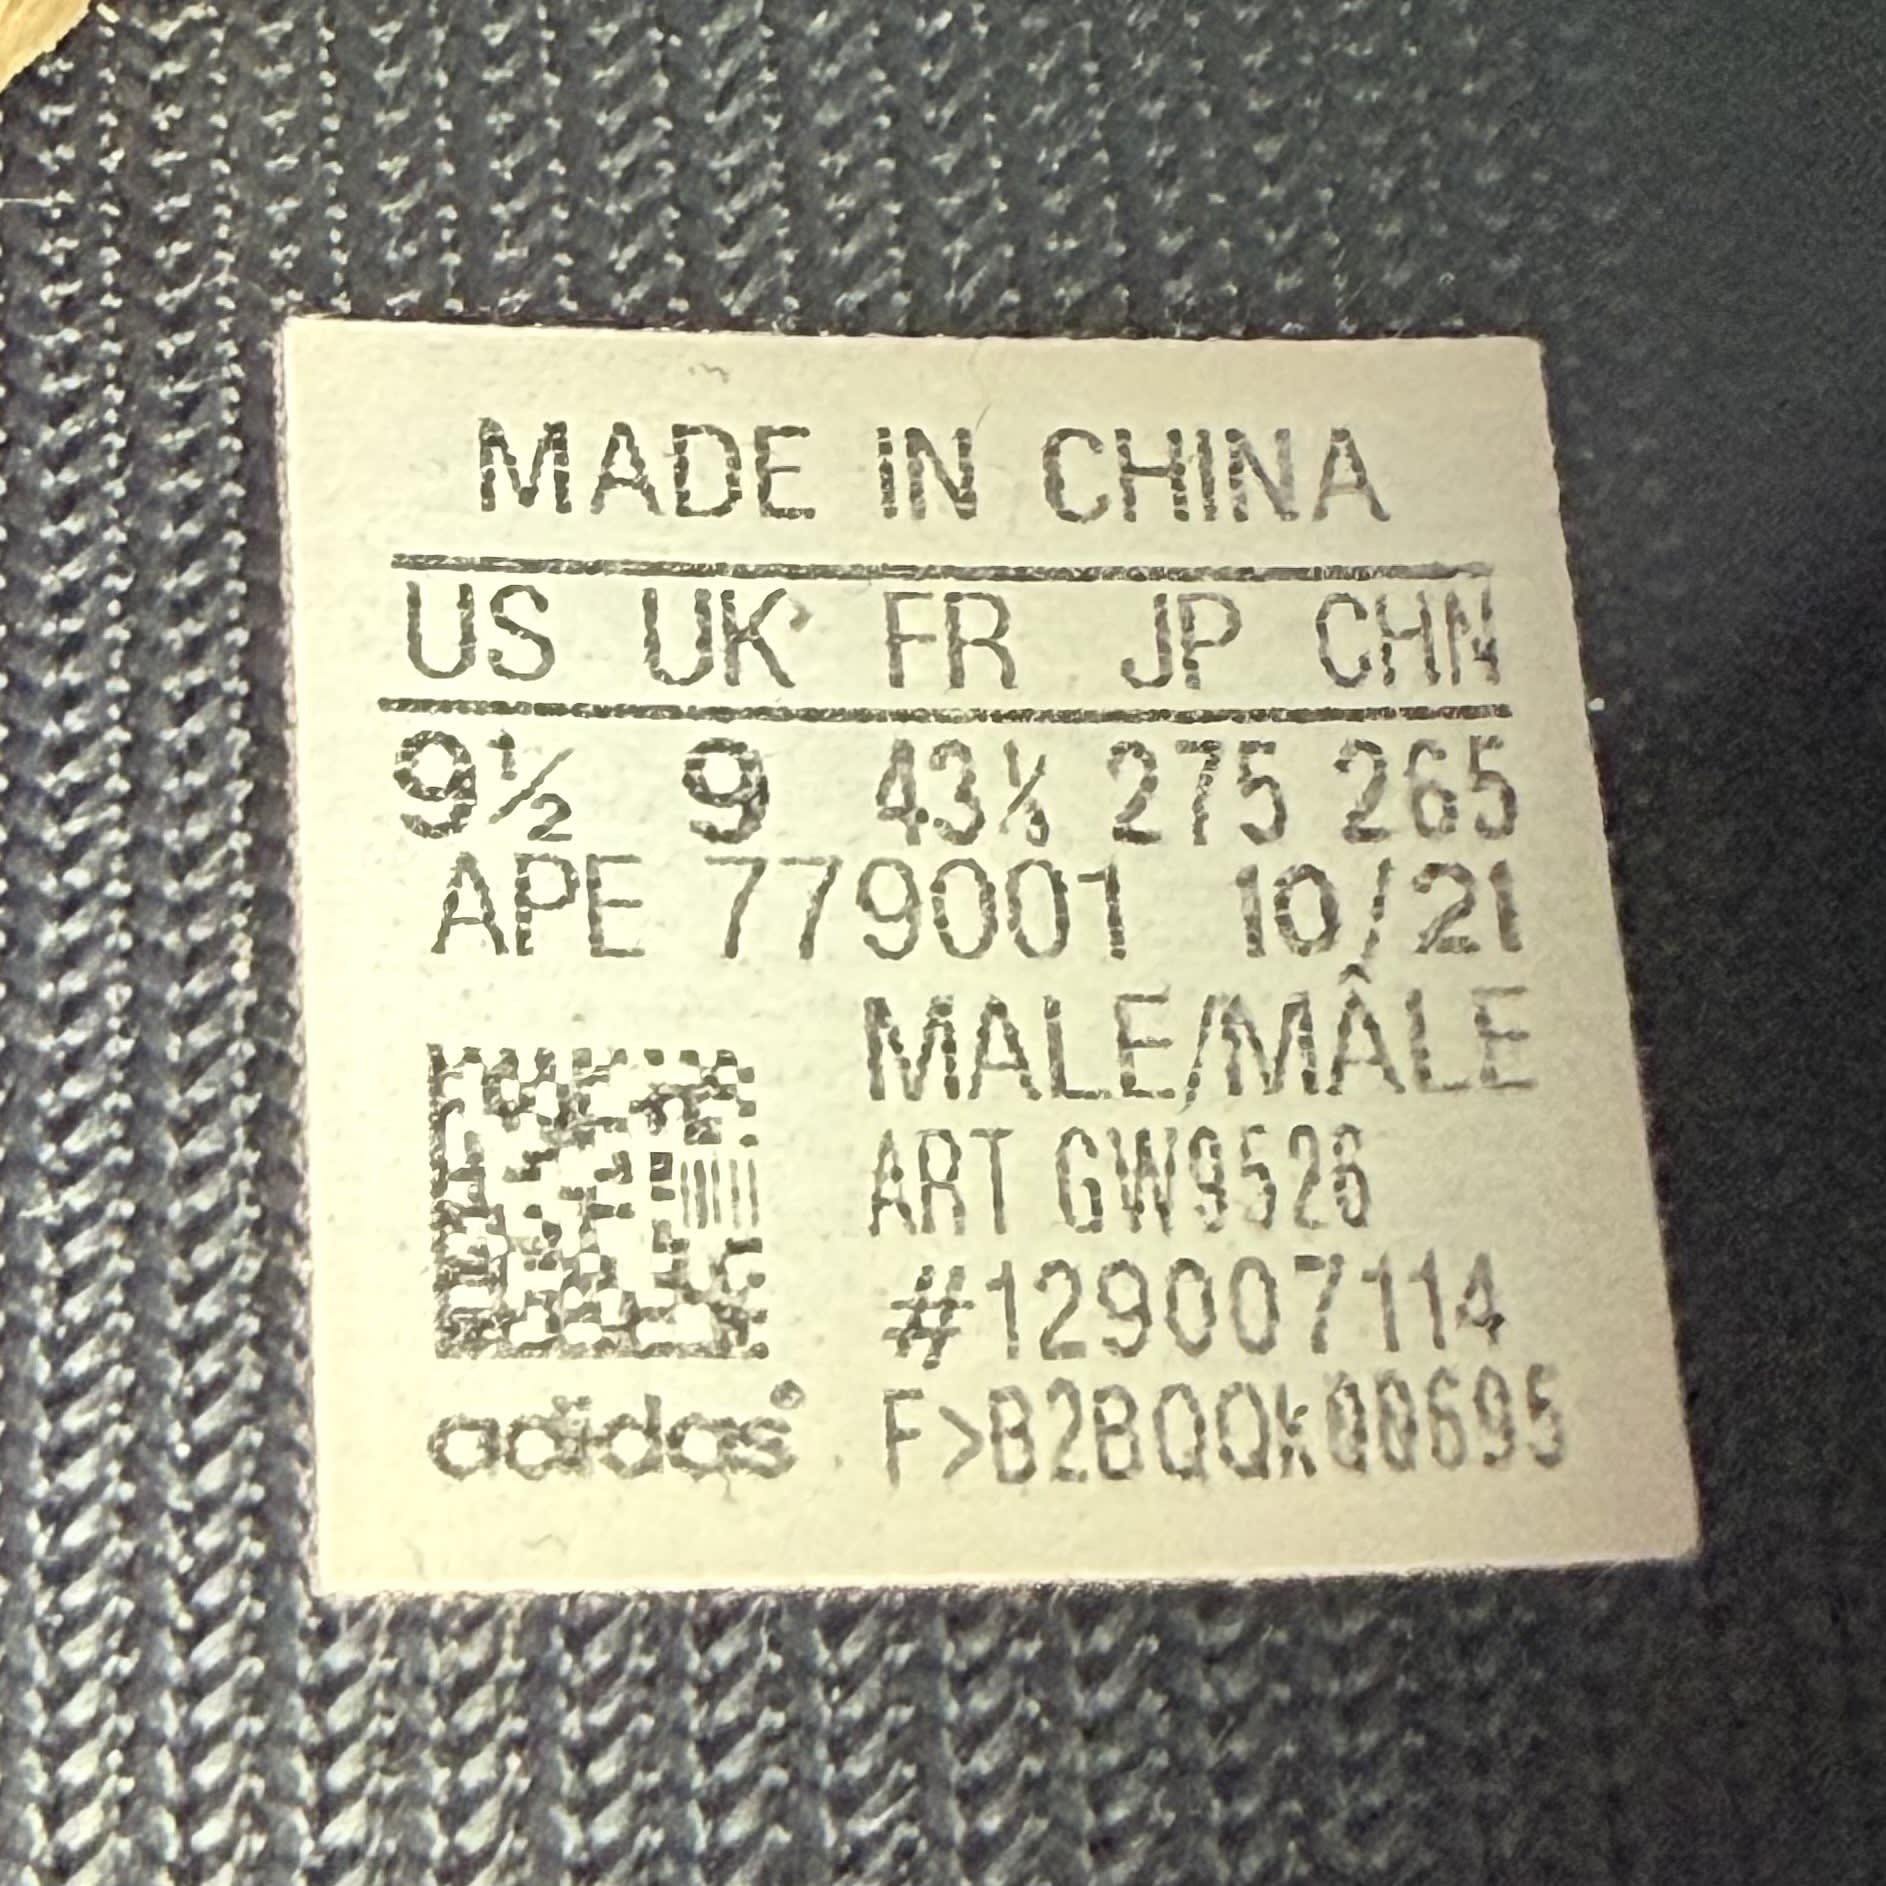 MADE IN CHINA
US UK FR JP CHN
9½ 9 43⅓ 275 265
APE 779001 10/21
MALE/MÂLE
ART GW9526
#129007114
adidas® F>B2BQQk00695